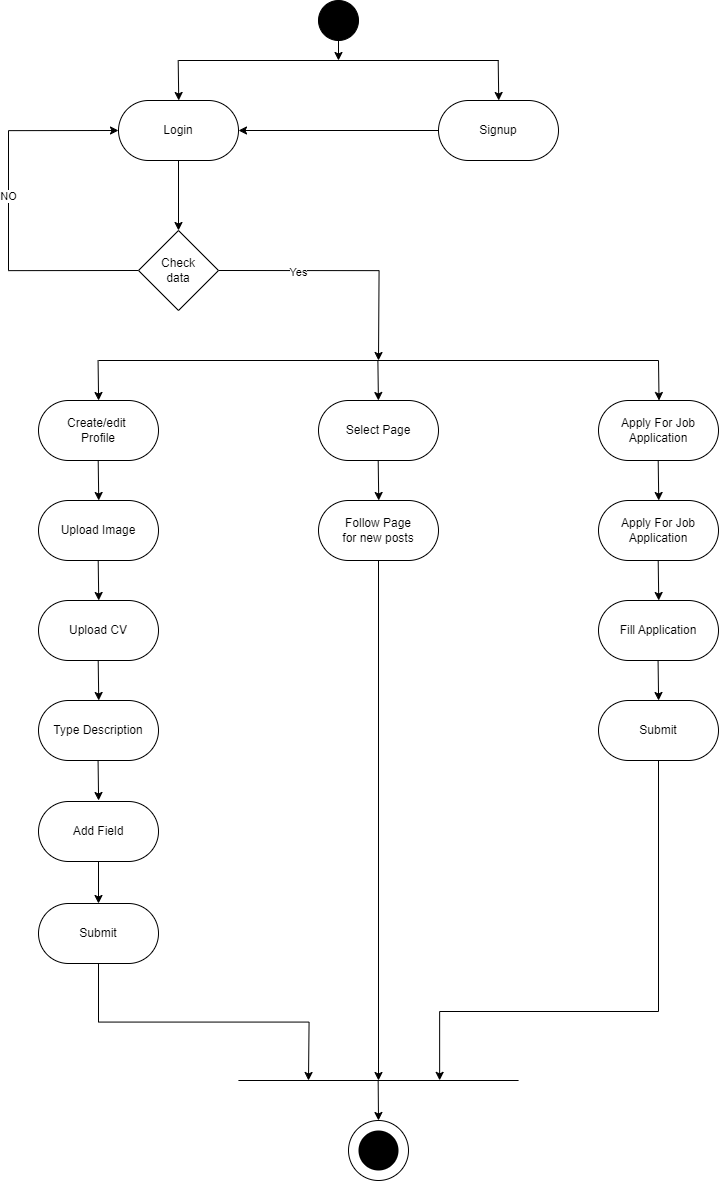 Login
Signup
NO
Check
data
Yes
Create/edit
Profile
Select Page
Apply For Job
Application
Upload Image
Follow Page
for new posts
Apply For Job
Application
Upload CV
Fill Application
Type Description
Submit
Add Field
Submit